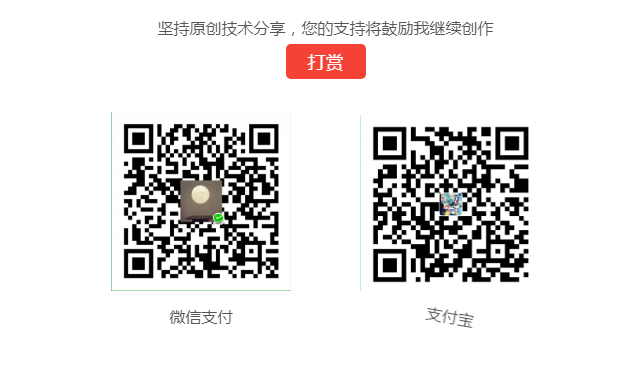 坚持原创技术分享，您的支持将鼓励我继续创作
打赏
微信支付
支付宝